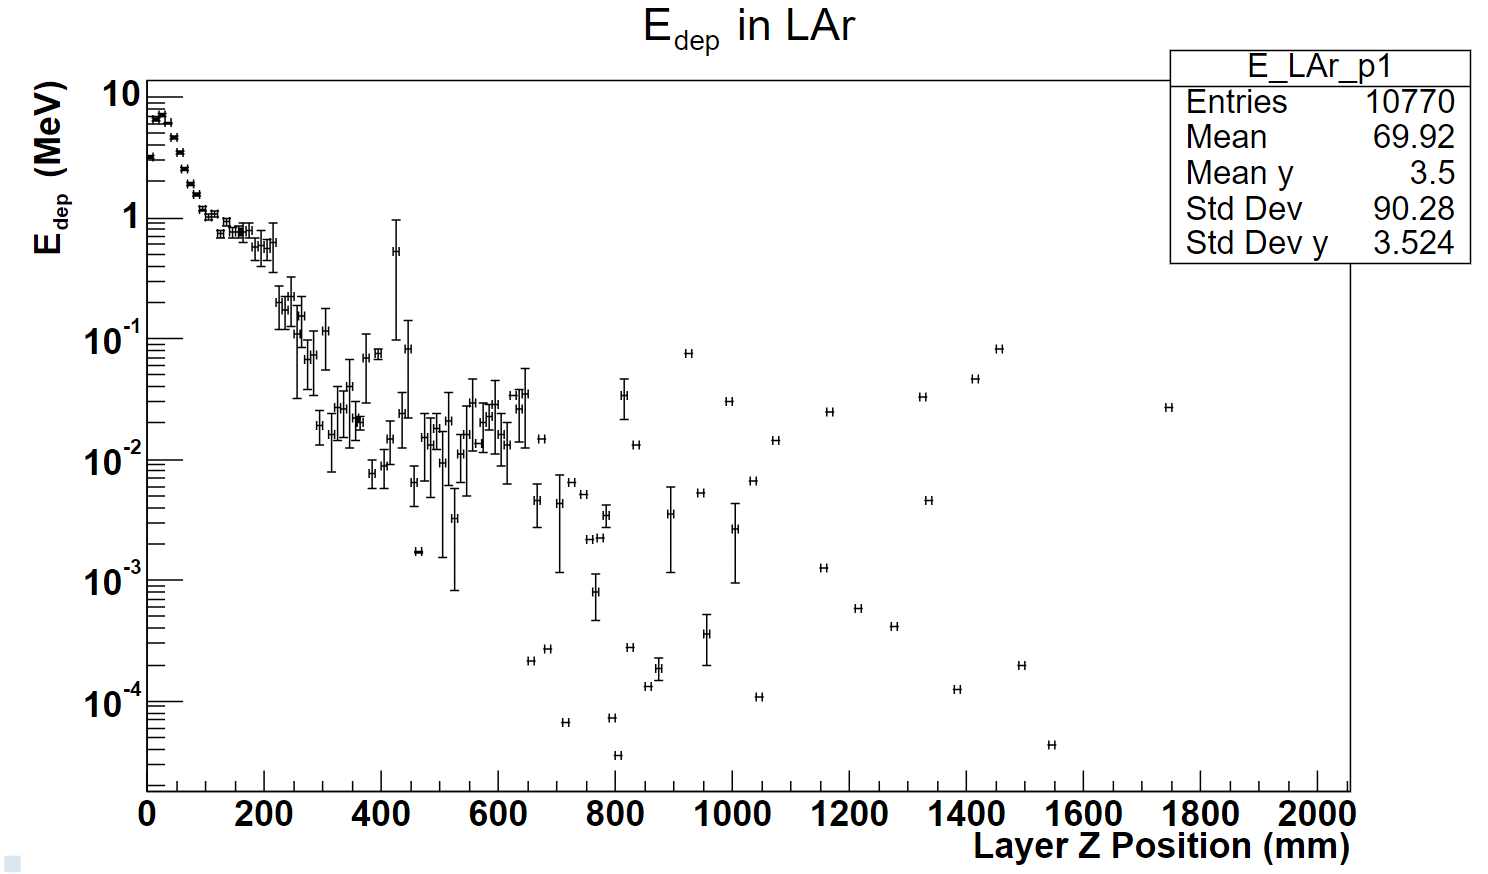 E_dep in LAr
E_LAr_p1
Entries 10770
Mean 69.92
Mean y 3.5
Std Dev 90.28
Std Dev y 3.524
E_dep (MeV)
10
1
10^-1
10^-2
10^-3
10^-4
0 200 400 600 800 1000 1200 1400 1600 1800 2000
Layer Z Position (mm)